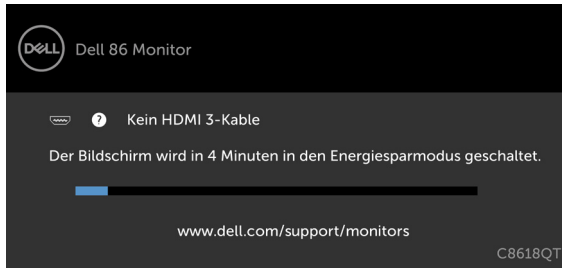 DELL
Dell 86 Monitor
? Kein HDMI 3-Kable
Der Bildschirm wird in 4 Minuten in den Energiesparmodus geschaltet.
www.dell.com/support/monitors
C8618QT